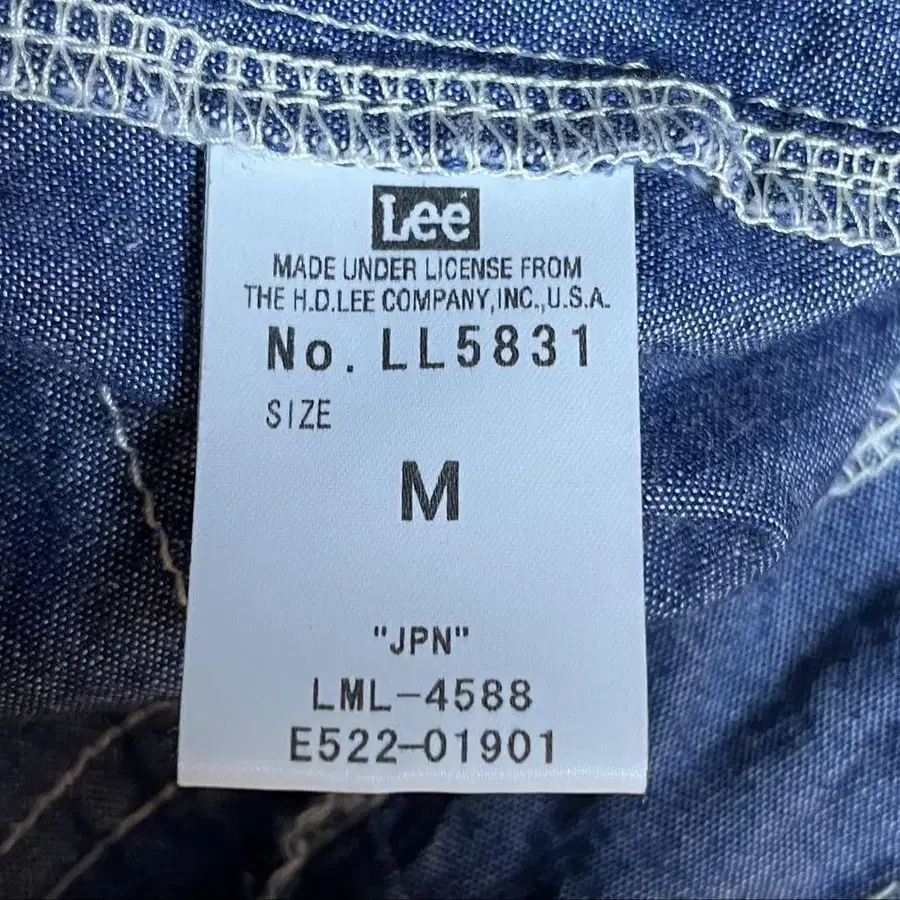 Lee
MADE UNDER LICENSE FROM
THE H.D.LEE COMPANY,INC.,U.S.A.
No. LL5831
SIZE
M
"JPN"
LML-4588
E522-01901